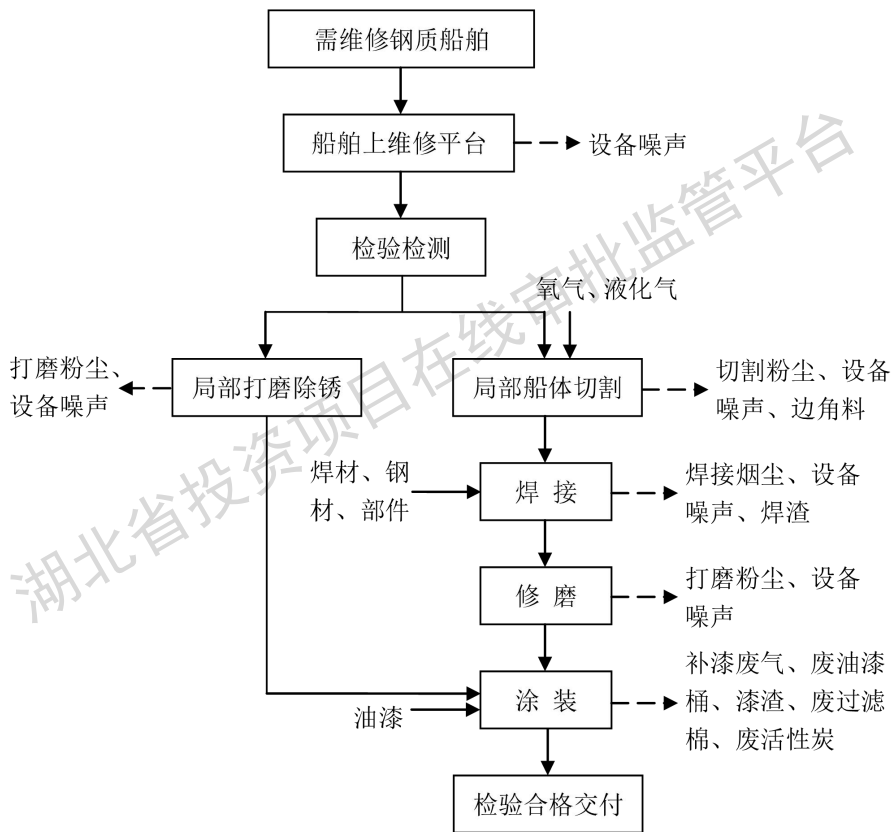 需维修钢质船舶
船舶上维修平台
设备噪声
检验检测
氧气、液化气
打磨粉尘、
设备噪声
局部打磨除锈
局部船体切割
切割粉尘、设备
噪声、边角料
焊材、钢
材、部件
焊 接
焊接烟尘、设备
噪声、焊渣
修 磨
打磨粉尘、设备
噪声
油漆
涂 装
补漆废气、废油漆
桶、漆渣、废过滤
棉、废活性炭
检验合格交付
湖北省投资项目在线审批监管平台